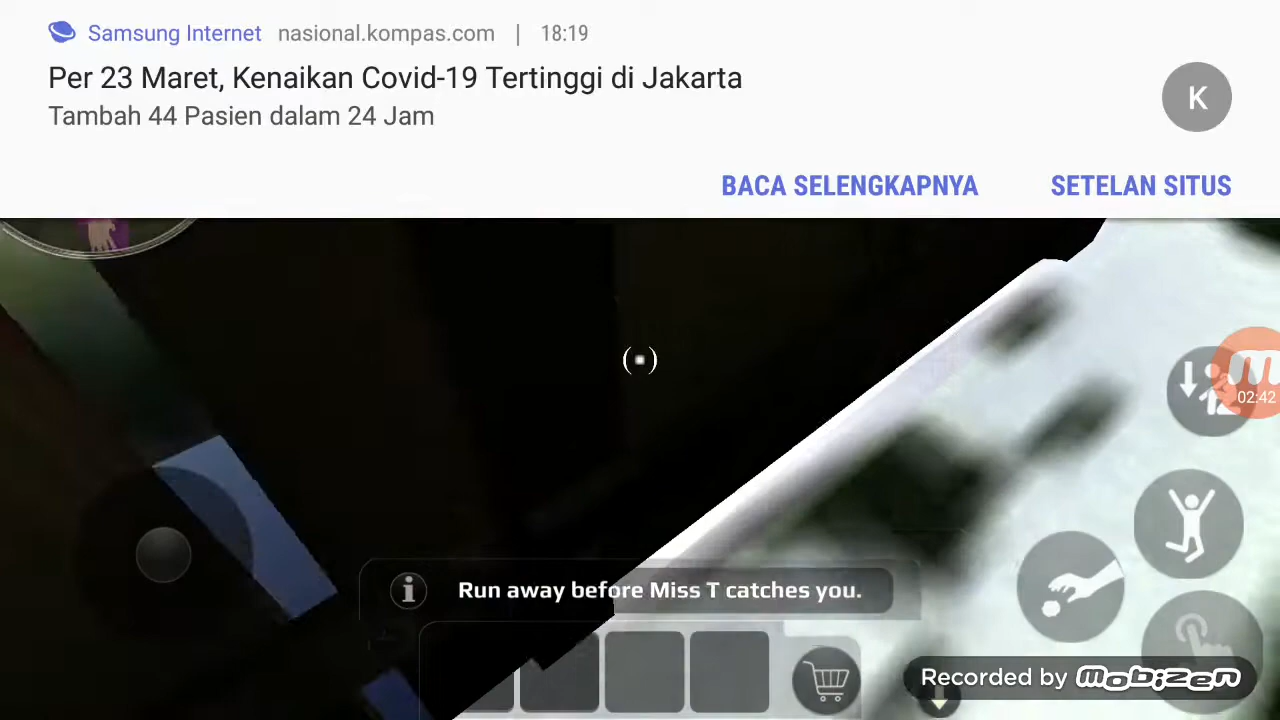 Samsung Internet nasional.kompas.com | 18:19
Per 23 Maret, Kenaikan Covid-19 Tertinggi di Jakarta
Tambah 44 Pasien dalam 24 Jam
K
BACA SELENGKAPNYA SETELAN SITUS
m
02:42
i Run away before Miss T catches you.
Recorded by mobizen